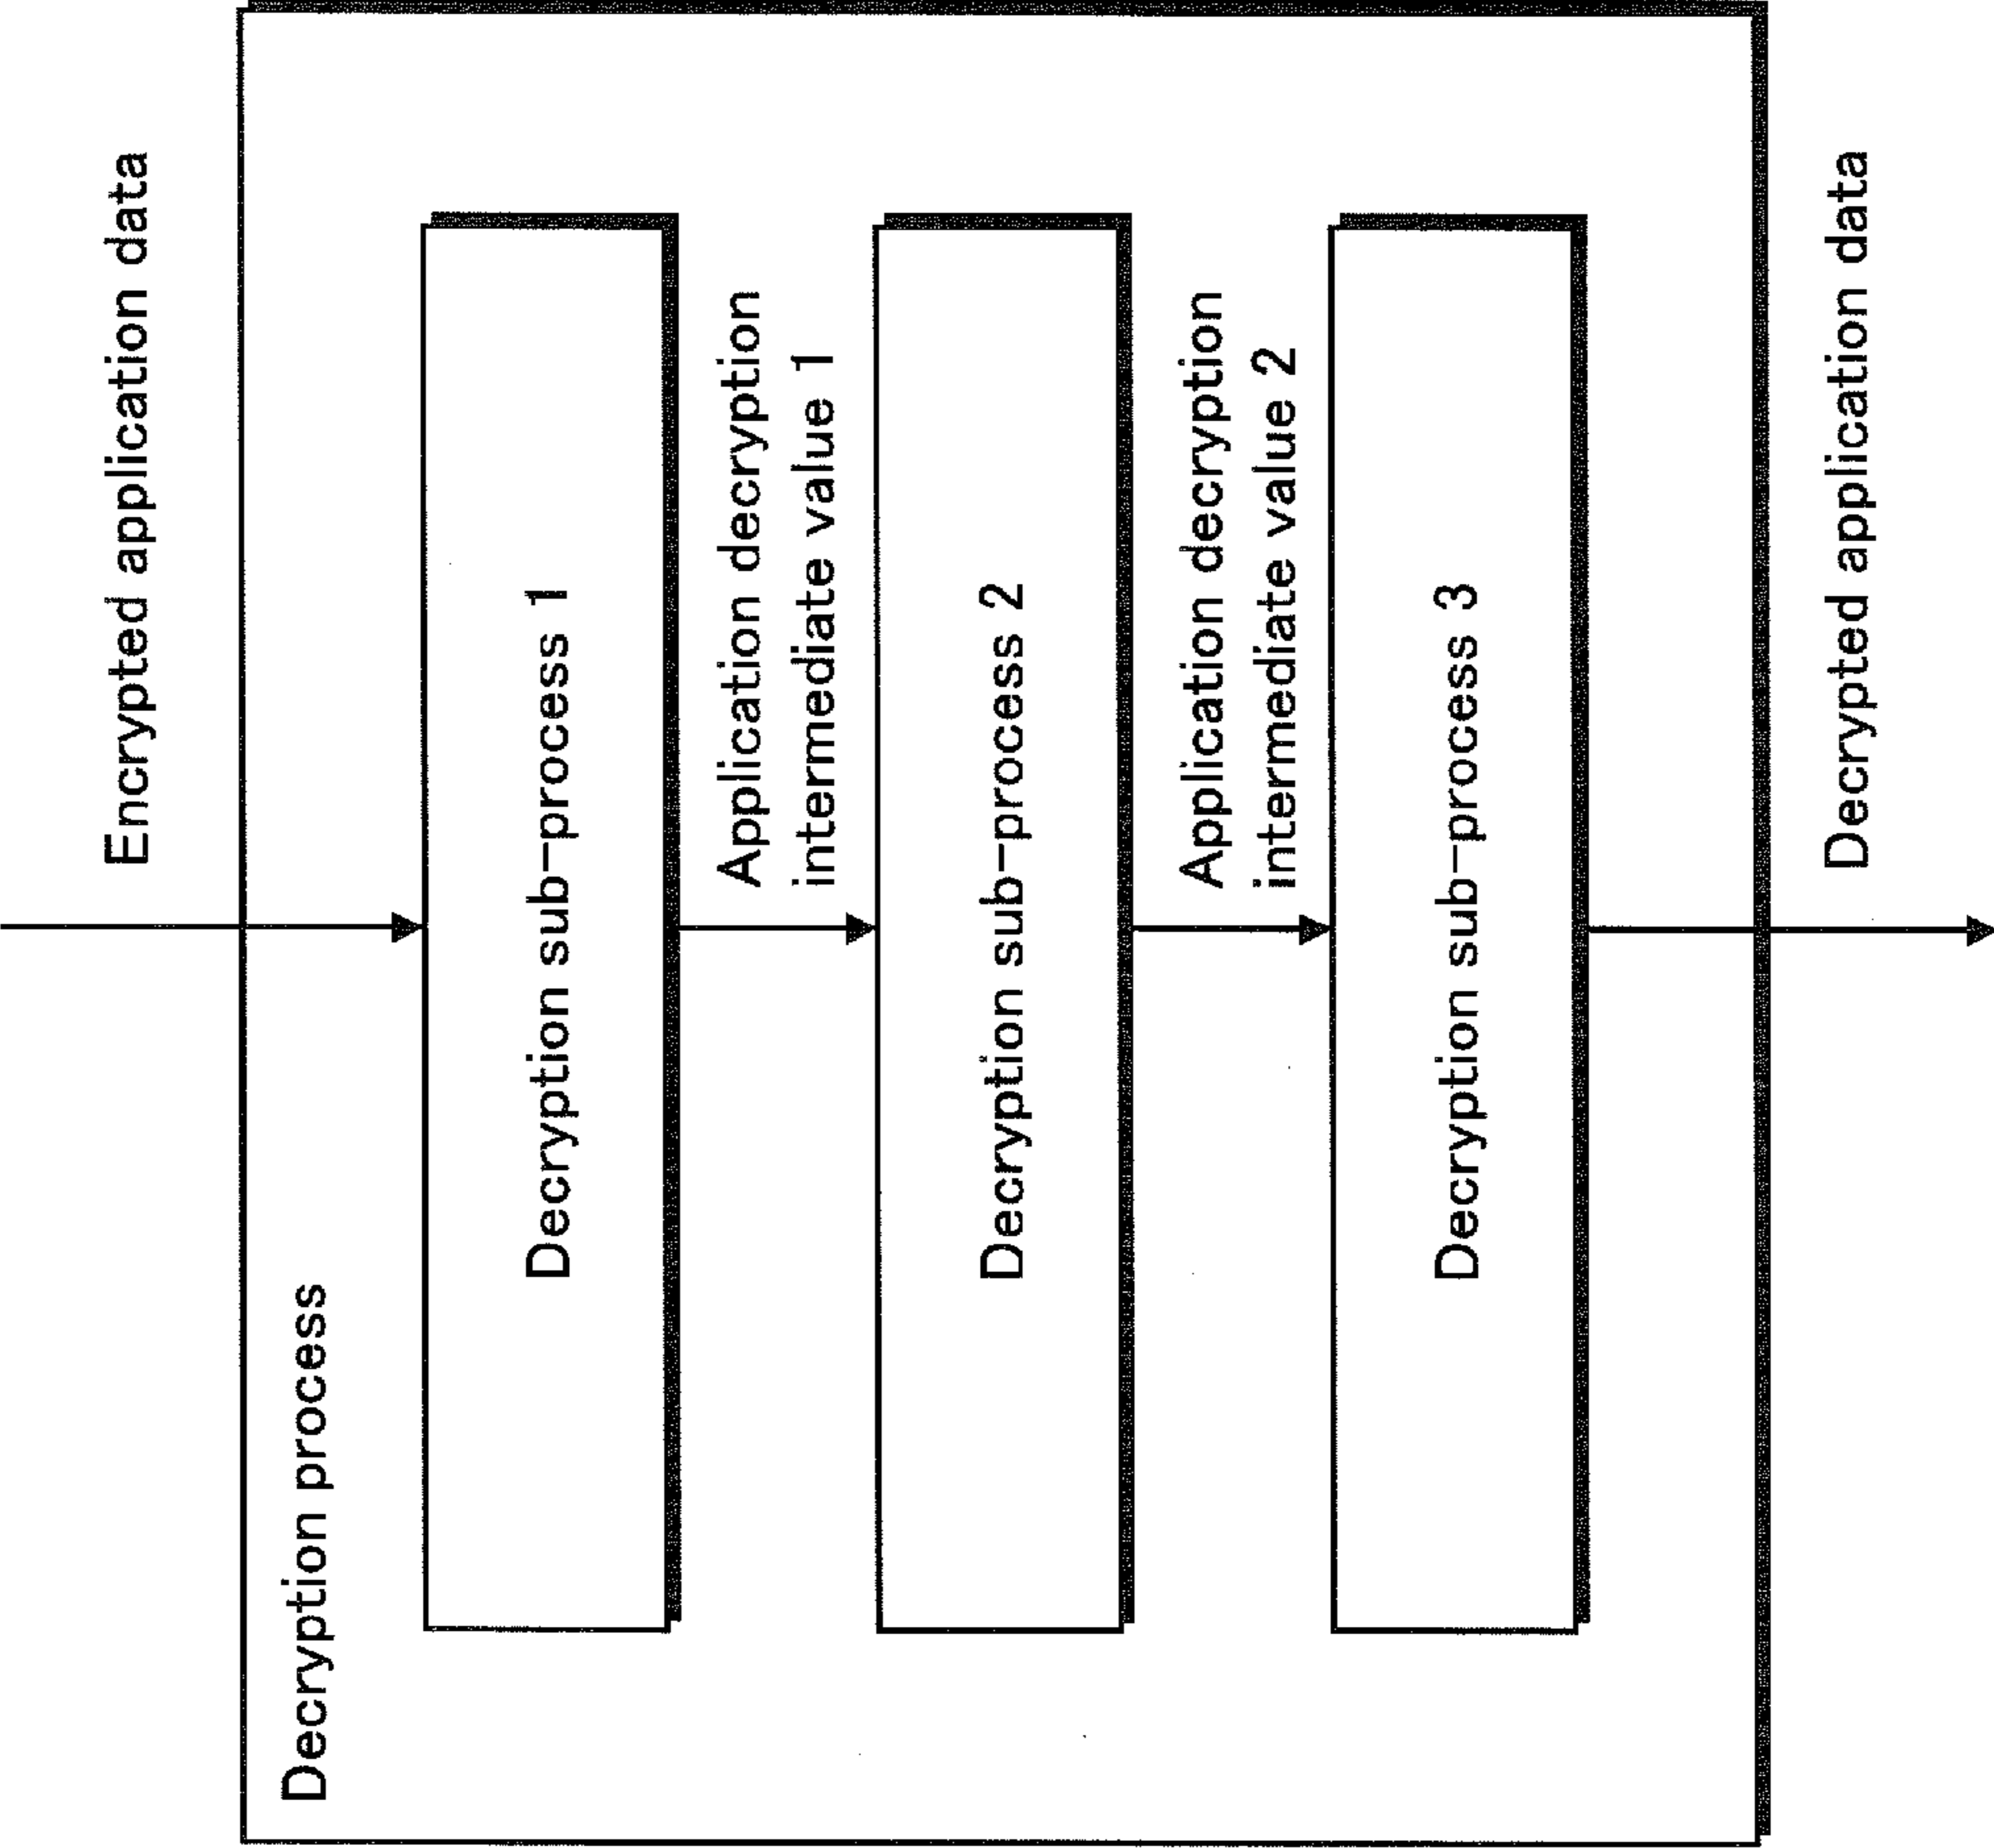 Encrypted application data
Decryption process
Decryption sub-process 1
Application decryption
intermediate value 1
Decryption sub-process 2
Application decryption
intermediate value 2
Decryption sub-process 3
Decrypted application data